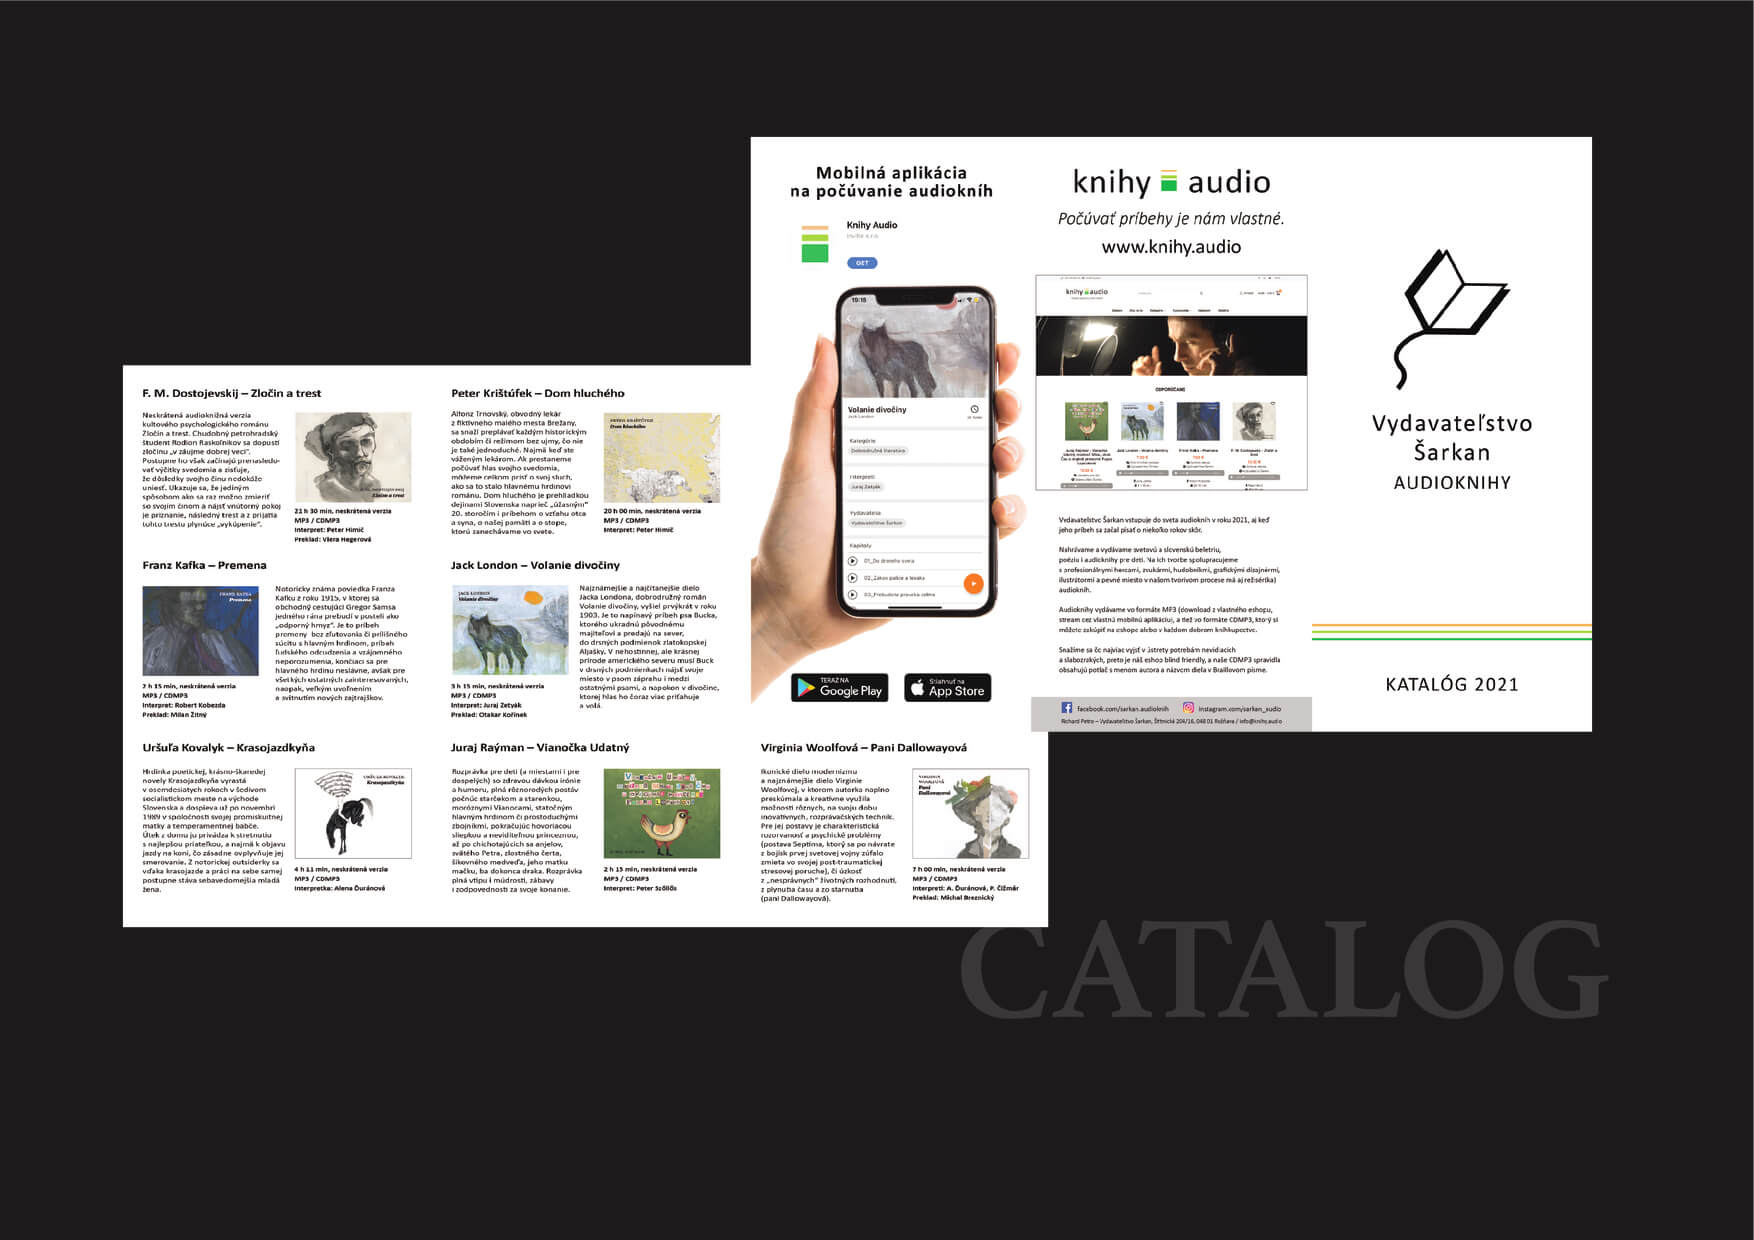 F. M. Dostojevskij – Zločin a trest
Neskrátená audioknižná verzia
kultového psychologického románu
Zločin a trest. Chudobný petrohradský
študent Rodion Raskoľnikov sa dopustí
zločinu „v záujme dobrej veci“.
Postupne ho však začínajú prenasledo-
vať výčitky svedomia a zisťuje,
že dôsledky svojho činu nedokáže
uniesť. Ukazuje sa, že jediným
spôsobom ako sa raz možno zmieriť
so svojím činom a nájsť vnútorný pokoj
je priznanie, následný trest a z prijatia
tohto trestu plynúce „vykúpenie“.
21 h 30 min, neskrátená verzia
MP3 / CDMP3
Interpret: Peter Himič
Preklad: Viera Hegerová
Peter Krištúfek – Dom hluchého
Alfonz Trnovský, obvodný lekár
z fiktívneho malého mesta Brežany,
sa snaží preplávať každým historickým
obdobím či režimom bez ujmy, čo nie
je také jednoduché. Najmä keď ste
váženým lekárom. Ak prestaneme
počúvať hlas svojho svedomia,
môžeme celkom prísť o svoj sluch,
ako sa to stalo hlavnému hrdinovi
románu. Dom hluchého je prehliadkou
dejinami Slovenska naprieč „úžasným“
20. storočím i príbehom o vzťahu otca
a syna, o našej pamäti a o stope,
ktorú zanechávame vo svete.
PETER KRIŠTÚFEK
Dom hluchého
20 h 00 min, neskrátená verzia
MP3 / CDMP3
Interpret: Peter Himič
Franz Kafka – Premena
FRANZ KAFKA
Premena
2 h 15 min, neskrátená verzia
MP3 / CDMP3
Interpret: Robert Kobezda
Preklad: Milan Žitný
Notoricky známa poviedka Franza
Kafku z roku 1915, v ktorej sa
obchodný cestujúci Gregor Samsa
jedného rána prebudí v posteli ako
„odporný hmyz“. Je to príbeh
premeny bez zľutovania či prílišného
súcitu s hlavným hrdinom, príbeh
ľudského odcudzenia a vzájomného
neporozumenia, končiaci sa pre
hlavného hrdinu neslávne, avšak pre
všetkých ostatných zainteresovaných,
naopak, veľkým uvoľnením
a svitnutím nových zajtrajškov.
Jack London – Volanie divočiny
JACK LONDON
Volanie divočiny
3 h 15 min, neskrátená verzia
MP3 / CDMP3
Interpret: Juraj Zetyák
Preklad: Otakar Kořínek
Najznámejšie a najčítanejšie dielo
Jacka Londona, dobrodružný román
Volanie divočiny, vyšiel prvýkrát v roku
1903. Je to napínavý príbeh psa Bucka,
ktorého ukradnú pôvodnému
majiteľovi a predajú na sever,
do drsných podmienok zlatokopskej
Aljašky. V nehostinnej, ale krásnej
prírode amerického severu musí Buck
v drsných podmienkach nájsť svoje
miesto v psom záprahu i medzi
ostatnými psami, a napokon v divočine,
ktorej hlas ho čoraz viac priťahuje
a volá.
Uršuľa Kovalyk – Krasojazdkyňa
Hrdinka poetickej, krásno-škaredej
novely Krasojazdkyňa vyrastá
v osemdesiatych rokoch v šedivom
socialistickom meste na východe
Slovenska a dospieva už po novembri
1989 v spoločnosti svojej promiskuitnej
matky a temperamentnej babče.
Útek z domu ju privádza k stretnutiu
s najlepšou priateľkou, a najmä k objavu
jazdy na koni, čo zásadne ovplyvňuje jej
smerovanie. Z notorickej outsiderky sa
vďaka krasojazde a práci na sebe samej
postupne stáva sebavedomejšia mladá
žena.
URŠUĽA KOVALYK
Krasojazdkyňa
4 h 11 min, neskrátená verzia
MP3 / CDMP3
Interpretka: Alena Ďuránová
Juraj Raýman – Vianočka Udatný
Rozprávka pre deti (a miestami i pre
dospelých) so zdravou dávkou irónie
a humoru, plná rôznorodých postáv
počnúc starčekom a starenkou,
moróznymi Vianocami, statočným
hlavným hrdinom či prostoduchými
zbojníkmi, pokračujúc hovoriacou
sliepkou a neviditeľnou princeznou,
až po chichotajúcich sa anjelov,
svätého Petra, zlostného čerta,
šikovného medveďa, jeho matku
mačku, ba dokonca draka. Rozprávka
plná vtipu i múdrosti, zábavy
i zodpovednosti za svoje konanie.
2 h 15 min, neskrátená verzia
MP3 / CDMP3
Interpret: Peter Szöllős
Virginia Woolfová – Pani Dallowayová
Ikonické dielo modernizmu
a najznámejšie dielo Virginie
Woolfovej, v ktorom autorka naplno
preskúmala a kreatívne využila
možnosti rôznych, na svoju dobu
inovatívnych, rozprávačských techník.
Pre jej postavy je charakteristická
rozorvanosť a psychické problémy
(postava Septima, ktorý sa po návrate
z bojísk prvej svetovej vojny zúfalo
zmieta vo svojej post-traumatickej
stresovej poruche), či úzkosť
z „nesprávnych“ životných rozhodnutí,
z plynutia času a zo starnutia
(pani Dallowayová).
VIRGINIA
WOOLFOVÁ
Pani
Dallowayová
7 h 00 min, neskrátená verzia
MP3 / CDMP3
Interpreti: A. Ďuránová, P. Čižmár
Preklad: Michal Breznický
Mobilná aplikácia
na počúvanie audiokníh
Knihy Audio
GET
19:15
Volanie divočiny
Jack London
Kategórie
Dobrodružná literatúra
Interpreti
Juraj Zetyák
Vydavatelia
Vydavateľstvo Šarkan
Kapitoly
01_Do dravého sveta
02_Zákon palice a tesáka
03_Prebudená pravaká zelina
TERAZ NA
Google Play
Stiahnuť na
App Store
knihy audio
Počúvať príbehy je nám vlastné.
www.knihy.audio
knihy audio
ODPORÚČAME
Vydavateľstvo Šarkan vstupuje do sveta audiokníh v roku 2021, aj keď
jeho príbeh sa začal písať o niekoľko rokov skôr.
Nahrávame a vydávame svetovú a slovenskú beletriu,
poéziu i audioknihy pre deti. Na ich tvorbe spolupracujeme
s profesionálnymi hercami, zvukármi, hudobníkmi, grafickými dizajnérmi,
ilustrátormi a pevné miesto v našom tvorivom procese má aj režisér(ka)
audiokníh.
Audioknihy vydávame vo formáte MP3 (download z vlastného eshopu,
stream cez vlastnú mobilnú aplikáciu), a tiež vo formáte CDMP3, ktorý si
môžete zakúpiť na eshope alebo v každom dobrom kníhkupectve.
Snažíme sa čo najviac vyjsť v ústrety potrebám nevidiacich
a slabozrakých, preto je náš eshop blind friendly, a naše CDMP3 spravidla
obsahujú potlač s menom autora a názvom diela v Braillovom písme.
facebook.com/sarkan.audioknih
instagram.com/sarkan_audio
Richard Petro – Vydavateľstvo Šarkan, Štítnická 204/16, 048 01 Rožňava / info@knihy.audio
Vydavateľstvo
Šarkan
AUDIOKNIHY
KATALÓG 2021
CATALOG